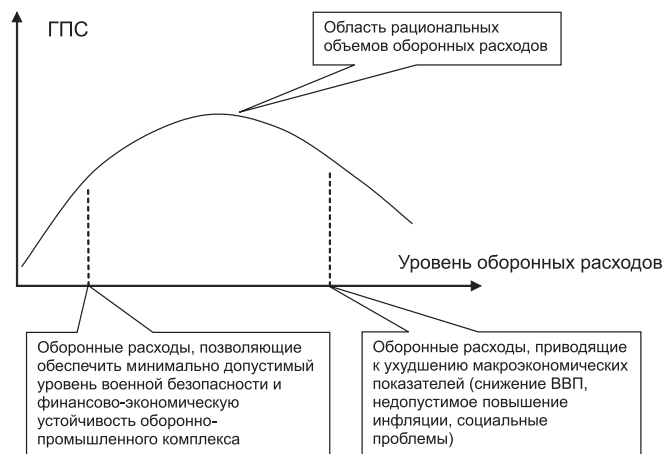 ГПС
Область рациональных
объемов оборонных расходов
Уровень оборонных расходов
Оборонные расходы, позволяющие
обеспечить минимально допустимый
уровень военной безопасности и
финансово-экономическую
устойчивость оборонно-
промышленного комплекса
Оборонные расходы, приводящие
к ухудшению макроэкономических
показателей (снижение ВВП,
недопустимое повышение
инфляции, социальные
проблемы)